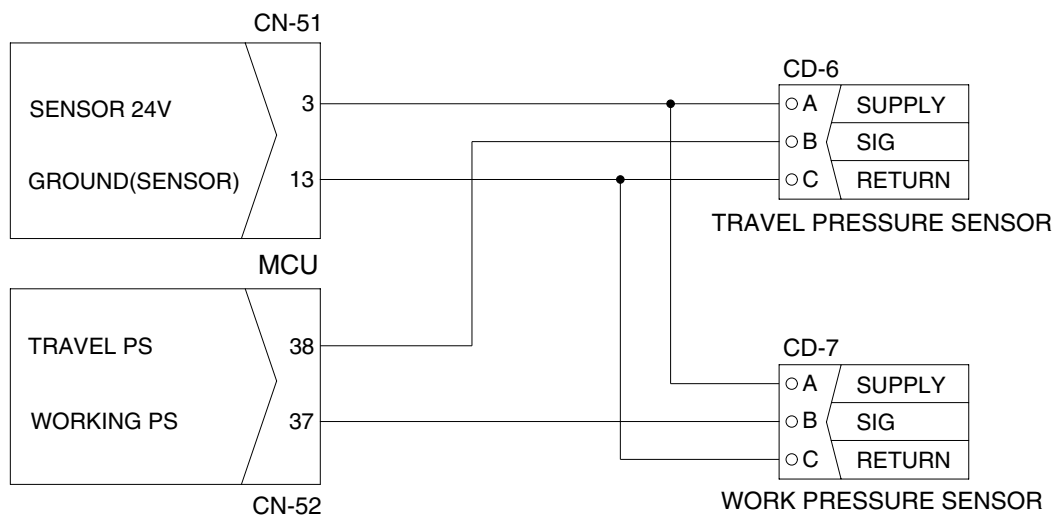 CN-51
SENSOR 24V
3
GROUND(SENSOR)
13
MCU
TRAVEL PS
38
WORKING PS
37
CN-52
CD-6
A SUPPLY
B SIG
C RETURN
TRAVEL PRESSURE SENSOR
CD-7
A SUPPLY
B SIG
C RETURN
WORK PRESSURE SENSOR